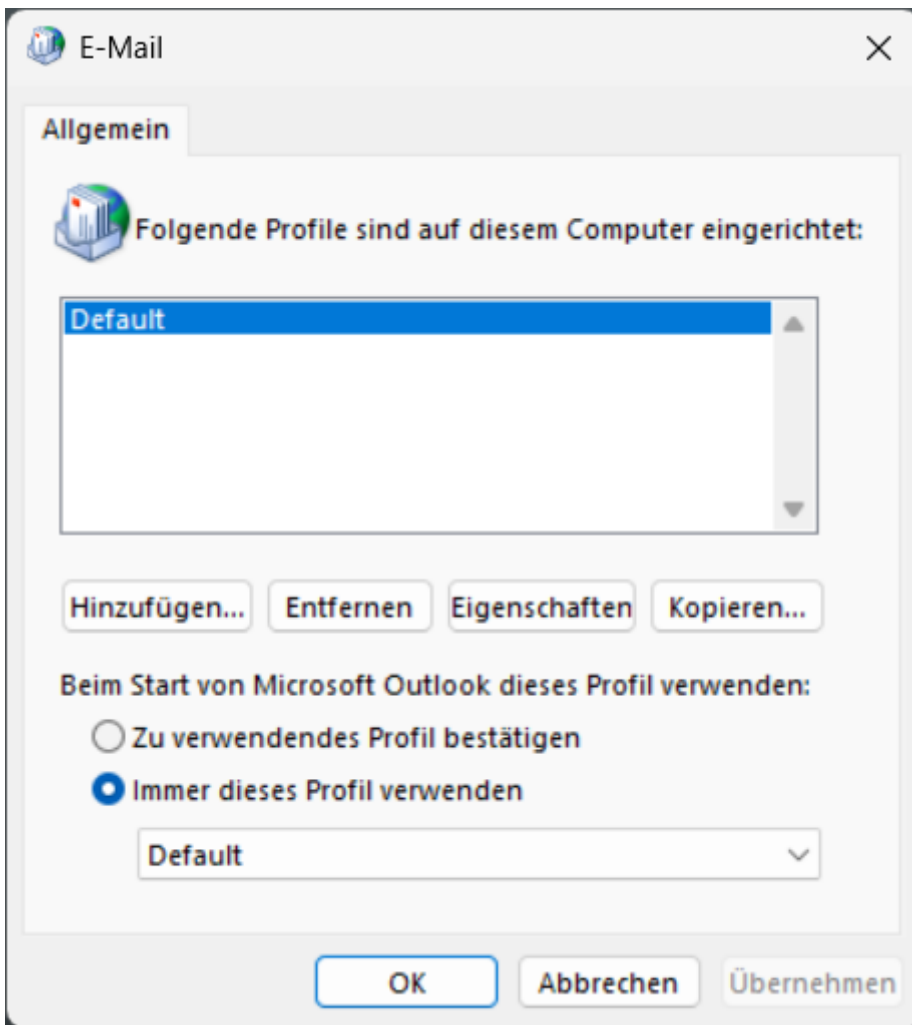 E-Mail
Allgemein
Folgende Profile sind auf diesem Computer eingerichtet:
Default
Hinzufügen... Entfernen Eigenschaften Kopieren...
Beim Start von Microsoft Outlook dieses Profil verwenden:
Zu verwendendes Profil bestätigen
Immer dieses Profil verwenden
Default
OK Abbrechen Übernehmen